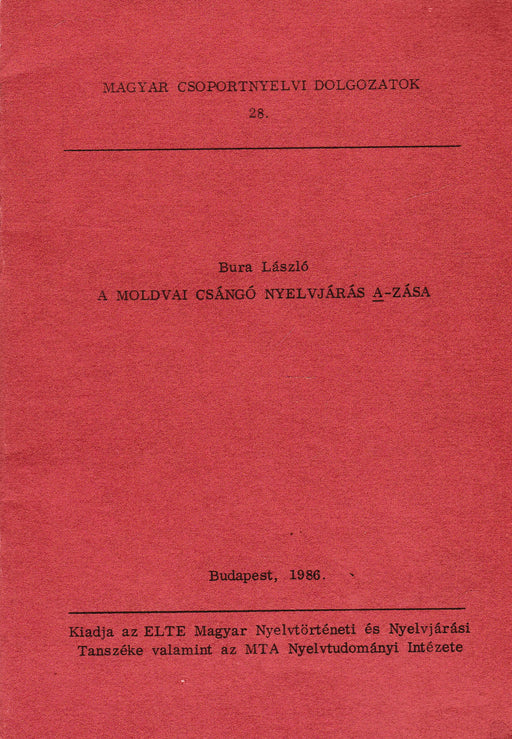 MAGYAR CSOPORTNYELVI DOLGOZATOK
28.
Bura László
A MOLDVAI CSÁNGÓ NYELVJÁRÁS A-ZÁSA
Budapest, 1986.
Kiadja az ELTE Magyar Nyelvtörténeti és Nyelvjárási
Tanszéke valamint az MTA Nyelvtudományi Intézete